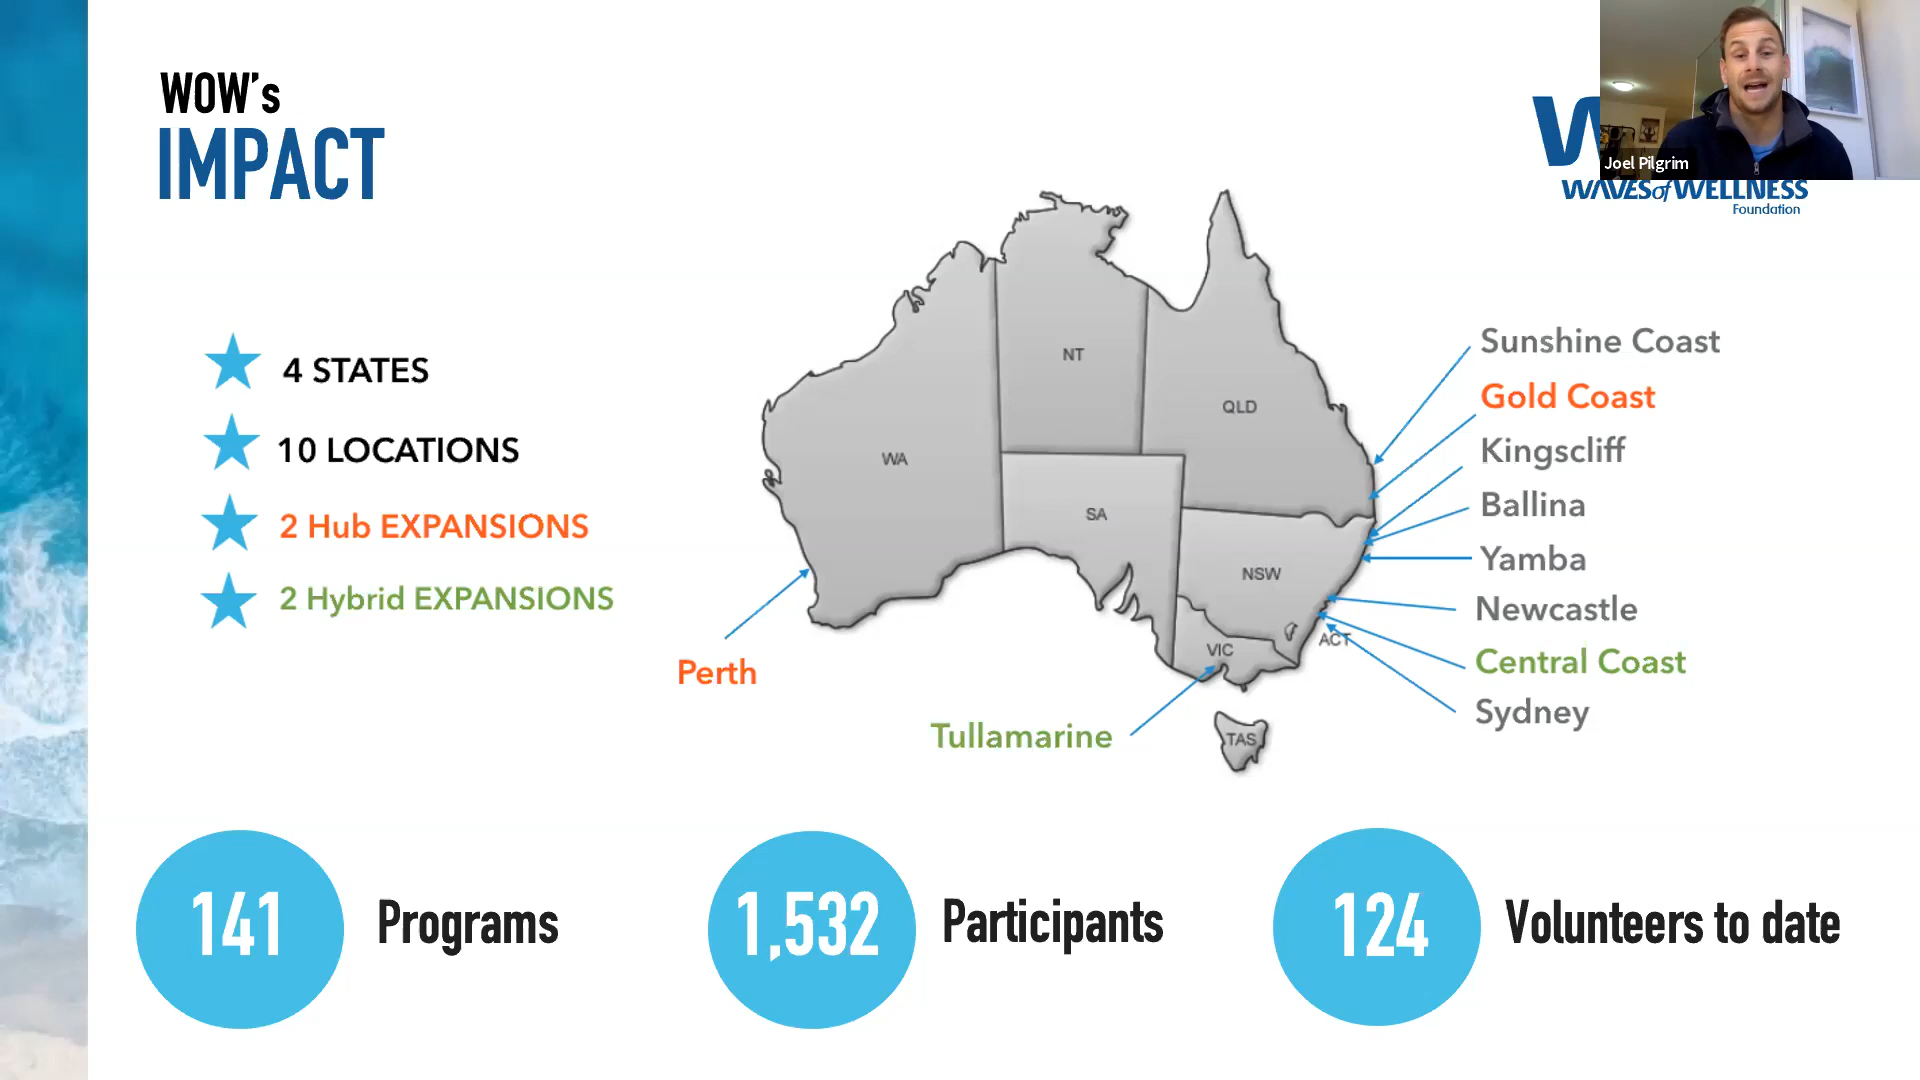 WOW's
IMPACT
Joel Pilgrim
WAVES of WELLNESS
Foundation
4 STATES
10 LOCATIONS
2 Hub EXPANSIONS
2 Hybrid EXPANSIONS
WA
NT
QLD
SA
NSW
ACT
VIC
TAS
Perth
Tullamarine
Sunshine Coast
Gold Coast
Kingscliff
Ballina
Yamba
Newcastle
Central Coast
Sydney
141 Programs
1,532 Participants
124 Volunteers to date